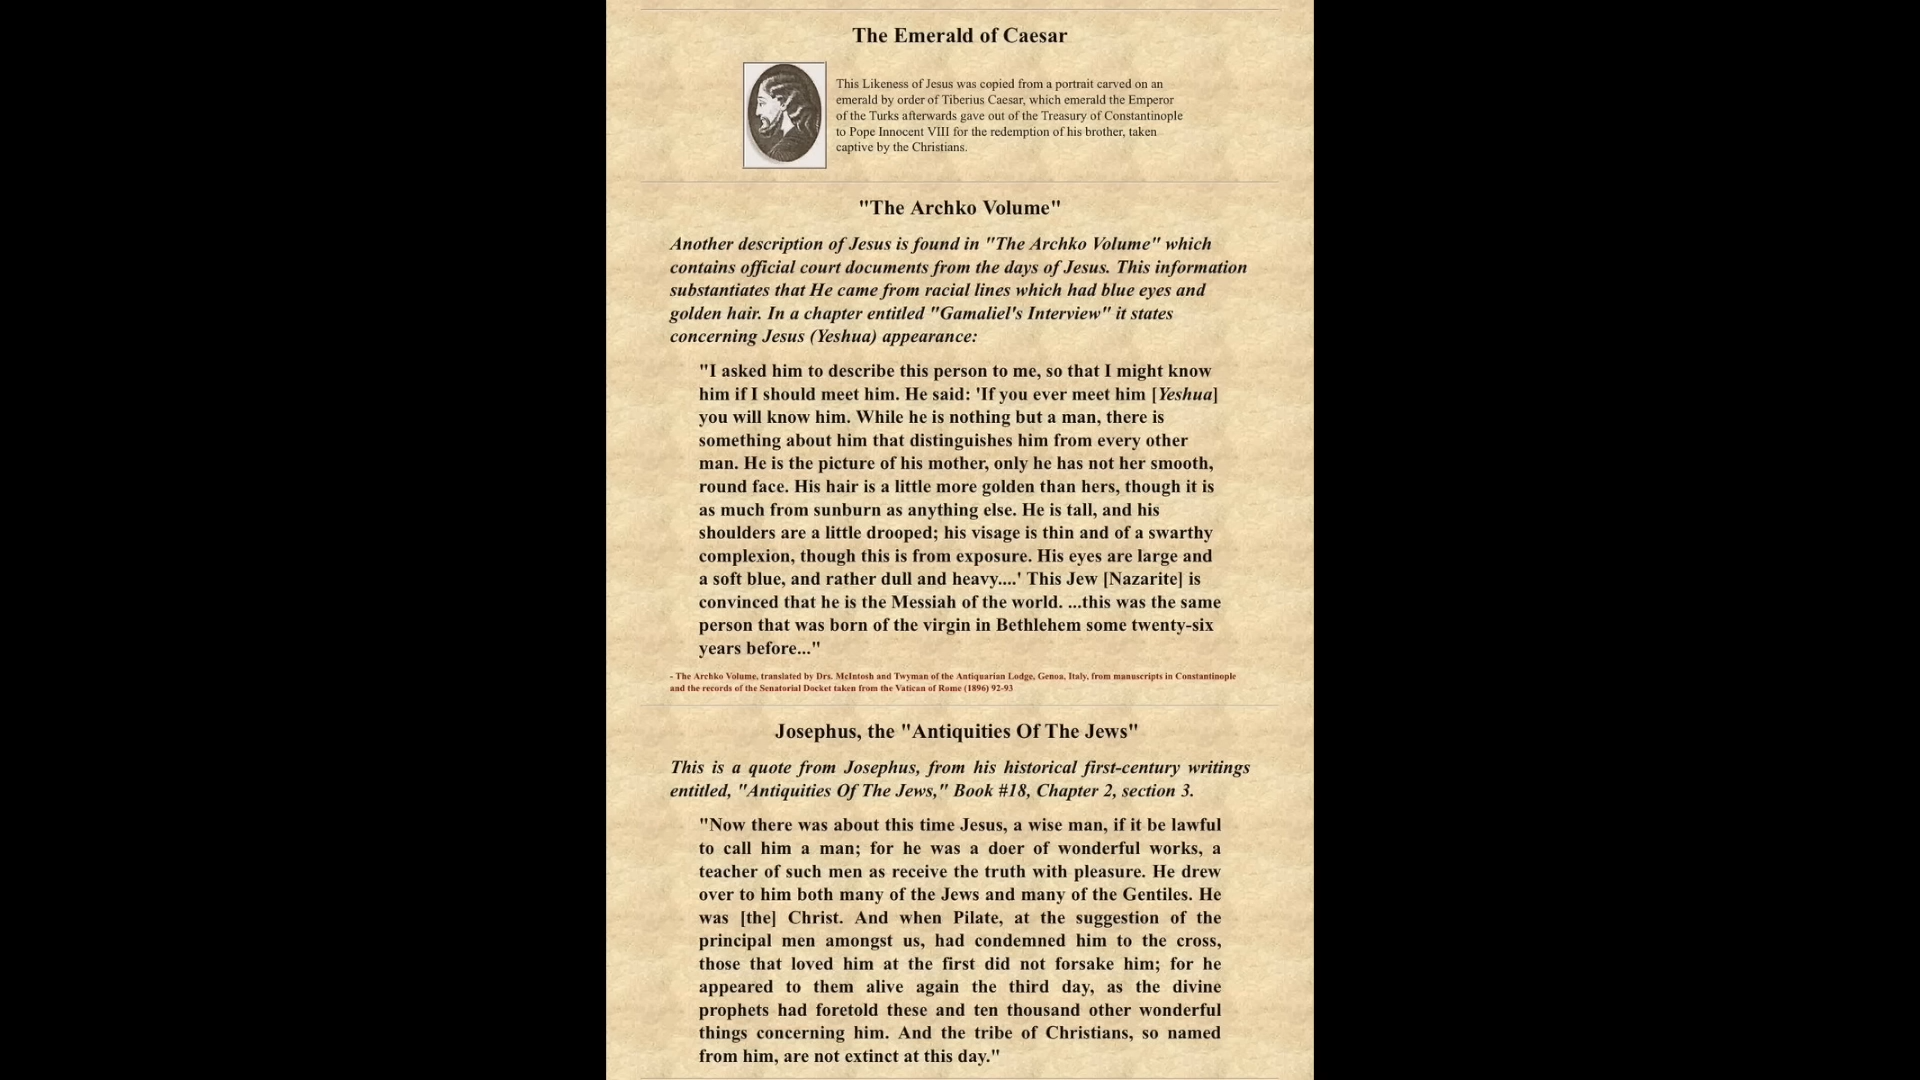 The Emerald of Caesar
This Likeness of Jesus was copied from a portrait carved on an
emerald by order of Tiberius Caesar, which emerald the Emperor
of the Turks afterwards gave out of the Treasury of Constantinople
to Pope Innocent VIII for the redemption of his brother, taken
captive by the Christians.
"The Archko Volume"
Another description of Jesus is found in "The Archko Volume" which
contains official court documents from the days of Jesus. This information
substantiates that He came from racial lines which had blue eyes and
golden hair. In a chapter entitled "Gamaliel's Interview" it states
concerning Jesus (Yeshua) appearance:
"I asked him to describe this person to me, so that I might know
him if I should meet him. He said: 'If you ever meet him [Yeshua]
you will know him. While he is nothing but a man, there is
something about him that distinguishes him from every other
man. He is the picture of his mother, only he has not her smooth,
round face. His hair is a little more golden than hers, though it is
as much from sunburn as anything else. He is tall, and his
shoulders are a little drooped; his visage is thin and of a swarthy
complexion, though this is from exposure. His eyes are large and
a soft blue, and rather dull and heavy....' This Jew [Nazarite] is
convinced that he is the Messiah of the world. ...this was the same
person that was born of the virgin in Bethlehem some twenty-six
years before..."
- The Archko Volume, translated by Drs. McIntosh and Twyman of the Antiquarian Lodge, Genoa, Italy, from manuscripts in Constantinople
and the records of the Senatorial Docket taken from the Vatican of Rome (1896) 92-93
Josephus, the "Antiquities Of The Jews"
This is a quote from Josephus, from his historical first-century writings
entitled, "Antiquities Of The Jews," Book #18, Chapter 2, section 3.
"Now there was about this time Jesus, a wise man, if it be lawful
to call him a man; for he was a doer of wonderful works, a
teacher of such men as receive the truth with pleasure. He drew
over to him both many of the Jews and many of the Gentiles. He
was [the] Christ. And when Pilate, at the suggestion of the
principal men amongst us, had condemned him to the cross,
those that loved him at the first did not forsake him; for he
appeared to them alive again the third day, as the divine
prophets had foretold these and ten thousand other wonderful
things concerning him. And the tribe of Christians, so named
from him, are not extinct at this day."